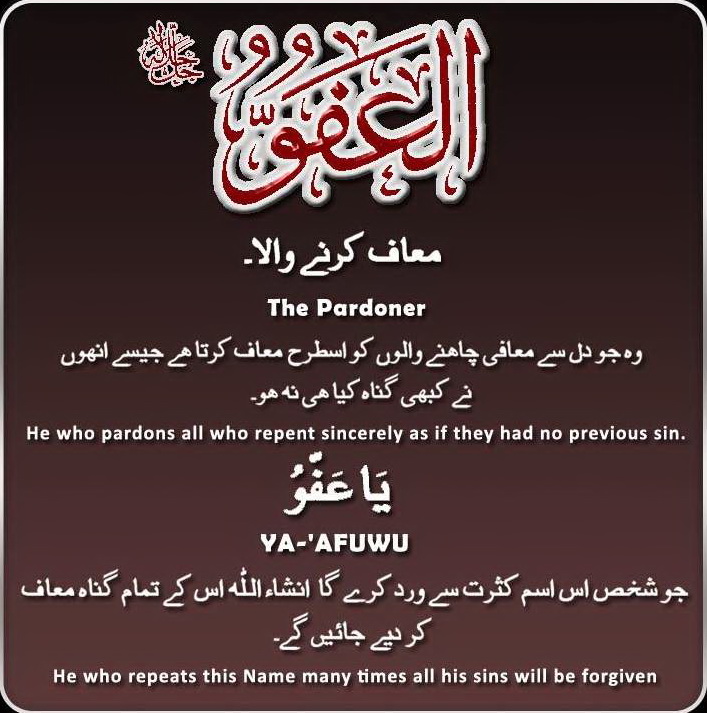 العَفُوُّ
جل جلاله
معاف کرنے والا۔
The Pardoner
وہ جو دل سے معافی چاھنے والوں کو اسطرح معاف کرتا ھے جیسے انھوں
نے کبھی گناہ کیا ھی نہ ھو۔
He who pardons all who repent sincerely as if they had no previous sin.
يَا عَفُّوُ
YA-'AFUWU
جو شخص اس اسم کثرت سے ورد کرے گا انشاء اللہ اس کے تمام گناہ معاف
کر دیے جائیں گے۔
He who repeats this Name many times all his sins will be forgiven